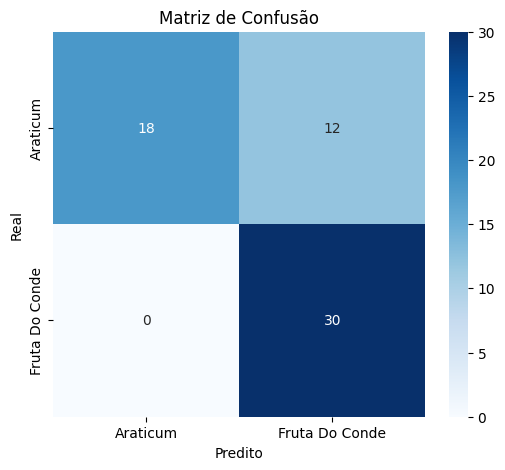 Matriz de Confusão
Real
Araticum
Fruta Do Conde
18
12
0
30
Araticum
Fruta Do Conde
Predito
30
25
20
15
10
5
0